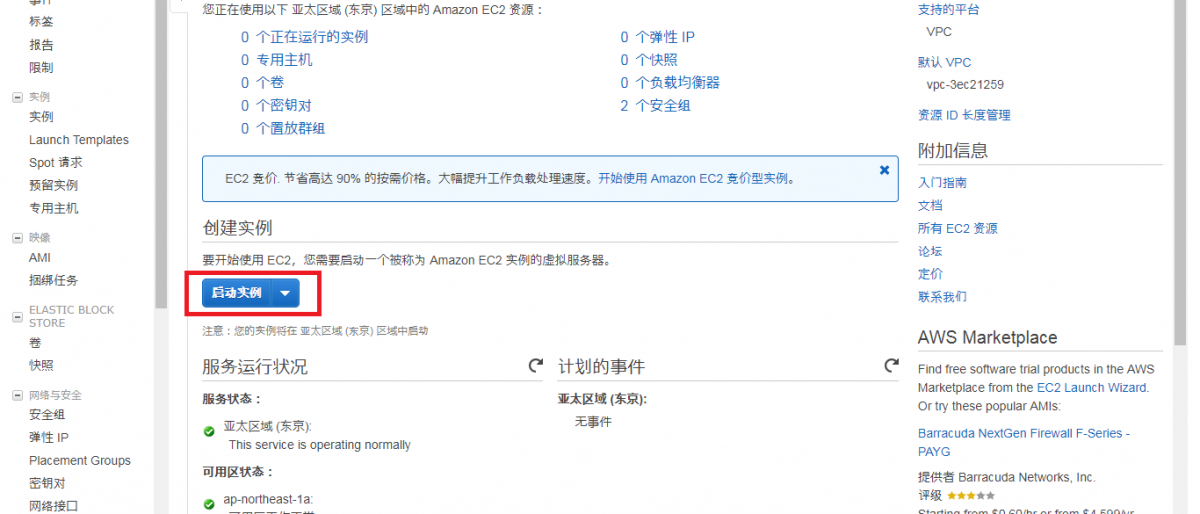 事件
标签
报告
限制
实例
实例
Launch Templates
Spot 请求
预留实例
专用主机
映像
AMI
捆绑任务
ELASTIC BLOCK
STORE
卷
快照
网络与安全
安全组
弹性 IP
Placement Groups
密钥对
网络接口
您正在使用以下 亚太区域 (东京) 区域中的 Amazon EC2 资源：
0 个正在运行的实例
0 个弹性 IP
0 专用主机
0 个快照
0 个卷
0 个负载均衡器
0 个密钥对
2 个安全组
0 个置放群组
EC2 竞价. 节省高达 90% 的按需价格。大幅提升工作负载处理速度。开始使用 Amazon EC2 竞价型实例。
创建实例
要开始使用 EC2，您需要启动一个被称为 Amazon EC2 实例的虚拟服务器。
启动实例
注意：您的实例将在 亚太区域 (东京) 区域中启动
服务运行状况
服务状态：
亚太区域 (东京):
This service is operating normally
可用区状态：
ap-northeast-1a:
可用区工作正常
计划的事件
亚太区域 (东京):
无事件
支持的平台
VPC
默认 VPC
vpc-3ec21259
资源 ID 长度管理
附加信息
入门指南
文档
所有 EC2 资源
论坛
定价
联系我们
AWS Marketplace
Find free software trial products in the AWS
Marketplace from the EC2 Launch Wizard.
Or try these popular AMIs:
Barracuda NextGen Firewall F-Series -
PAYG
提供者 Barracuda Networks, Inc.
评级
Starting from $0.60/hr or from $4,599/yr